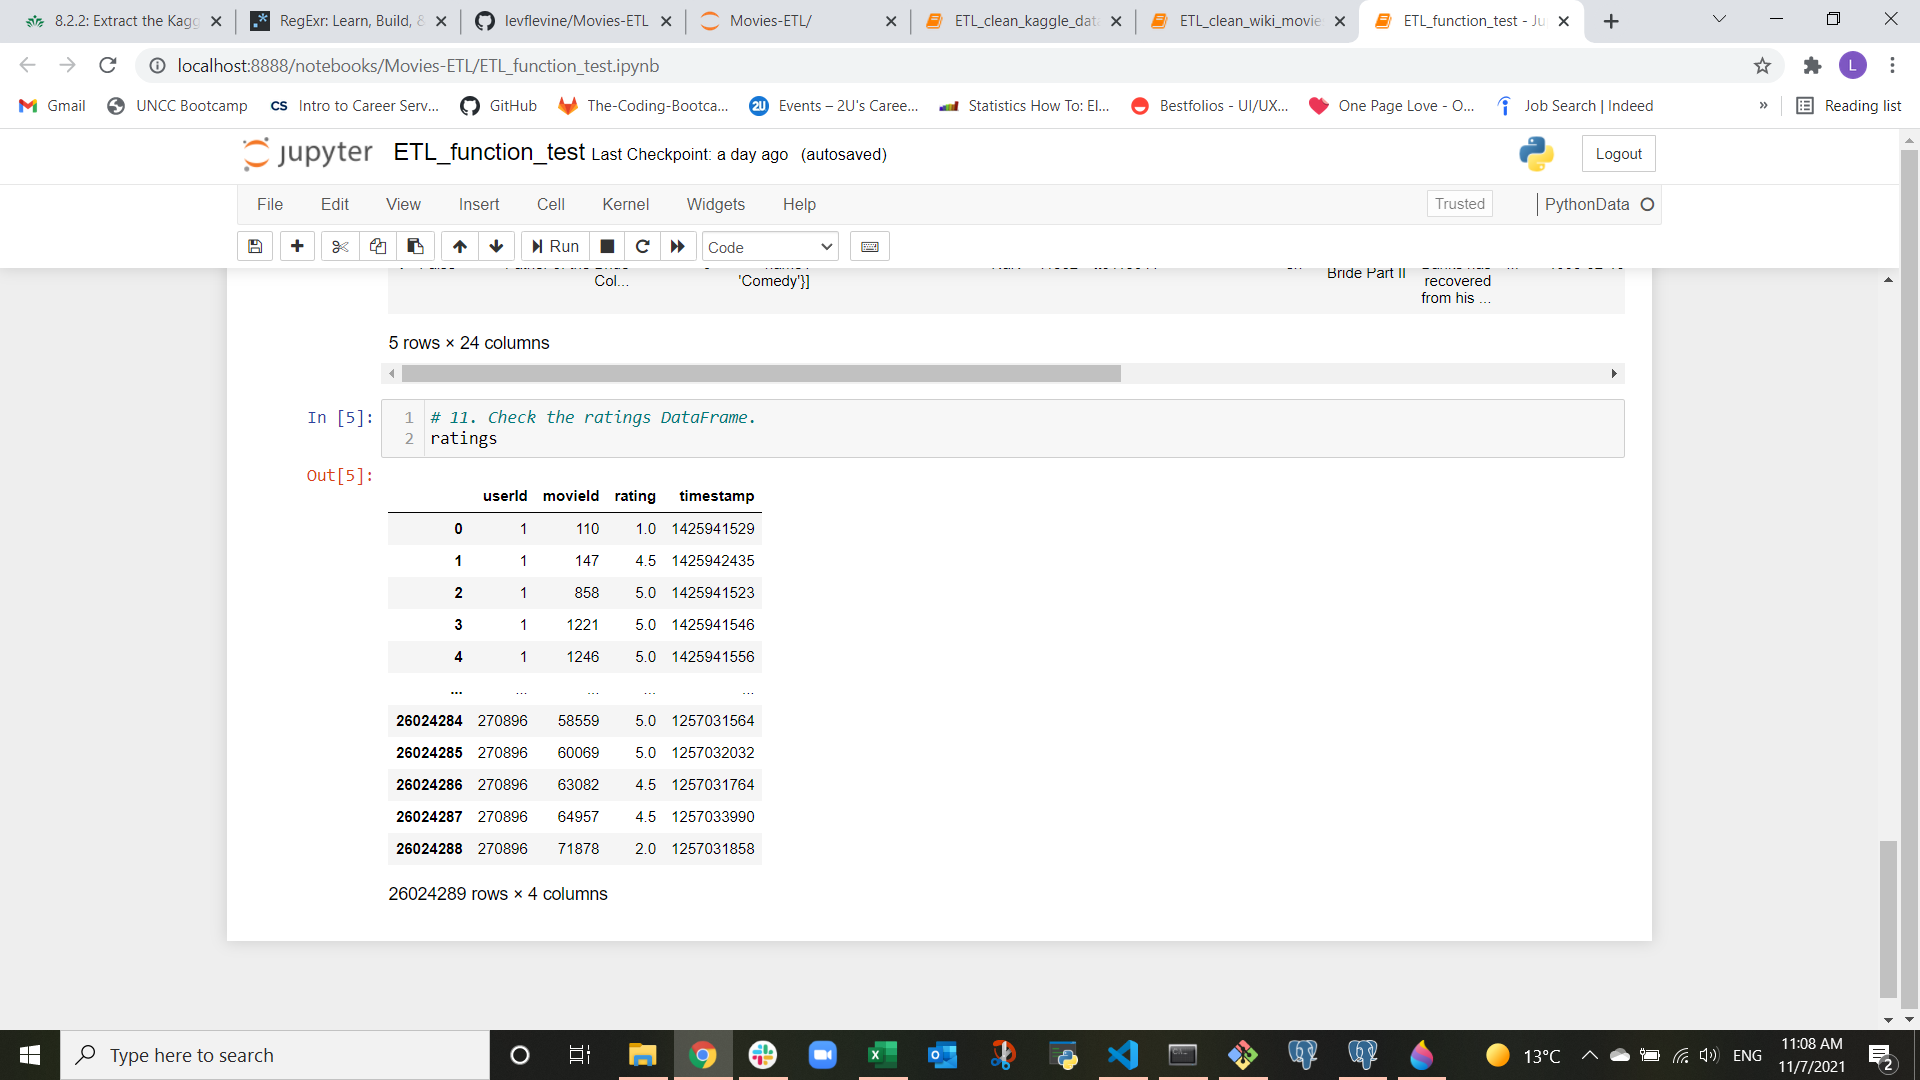 8.2.2: Extract the Kagg
RegExr: Learn, Build, &
levflevine/Movies-ETL
Movies-ETL/
ETL_clean_kaggle_dat
ETL_clean_wiki_movie
ETL_function_test - Ju
localhost:8888/notebooks/Movies-ETL/ETL_function_test.ipynb
L
Gmail
UNCC Bootcamp
CS Intro to Career Serv...
GitHub
The-Coding-Bootca...
2U Events – 2U's Caree...
Statistics How To: El...
Bestfolios - UI/UX...
One Page Love - O...
Job Search | Indeed
»
Reading list
jupyter ETL_function_test Last Checkpoint: a day ago (autosaved)
Logout
File Edit View Insert Cell Kernel Widgets Help
Trusted
PythonData
Run
Code
Col...
'Comedy'}]
Bride Part II
recovered
from his ...
5 rows × 24 columns
In [5]:
1 # 11. Check the ratings DataFrame.
2 ratings
Out[5]:
userId movieId rating timestamp
0 1 110 1.0 1425941529
1 1 147 4.5 1425942435
2 1 858 5.0 1425941523
3 1 1221 5.0 1425941546
4 1 1246 5.0 1425941556
... ... ... ... ...
26024284 270896 58559 5.0 1257031564
26024285 270896 60069 5.0 1257032032
26024286 270896 63082 4.5 1257031764
26024287 270896 64957 4.5 1257033990
26024288 270896 71878 2.0 1257031858
26024289 rows × 4 columns
Type here to search
13°C
ENG
11:08 AM
11/7/2021
2